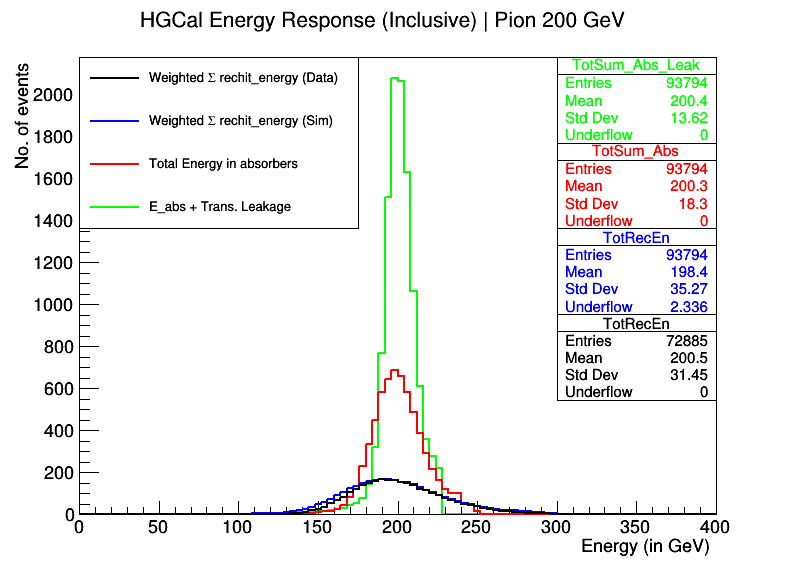 HGCal Energy Response (Inclusive) | Pion 200 GeV
No. of events
Weighted Σ rechit_energy (Data)
Weighted Σ rechit_energy (Sim)
Total Energy in absorbers
E_abs + Trans. Leakage
TotSum_Abs_Leak
Entries 93794
Mean 200.4
Std Dev 13.62
Underflow 0
TotSum_Abs
Entries 93794
Mean 200.3
Std Dev 18.3
Underflow 0
TotRecEn
Entries 93794
Mean 198.4
Std Dev 35.27
Underflow 2.336
TotRecEn
Entries 72885
Mean 200.5
Std Dev 31.45
Underflow 0
2000
1800
1600
1400
1200
1000
800
600
400
200
0
0 50 100 150 200 250 300 350 400
Energy (in GeV)